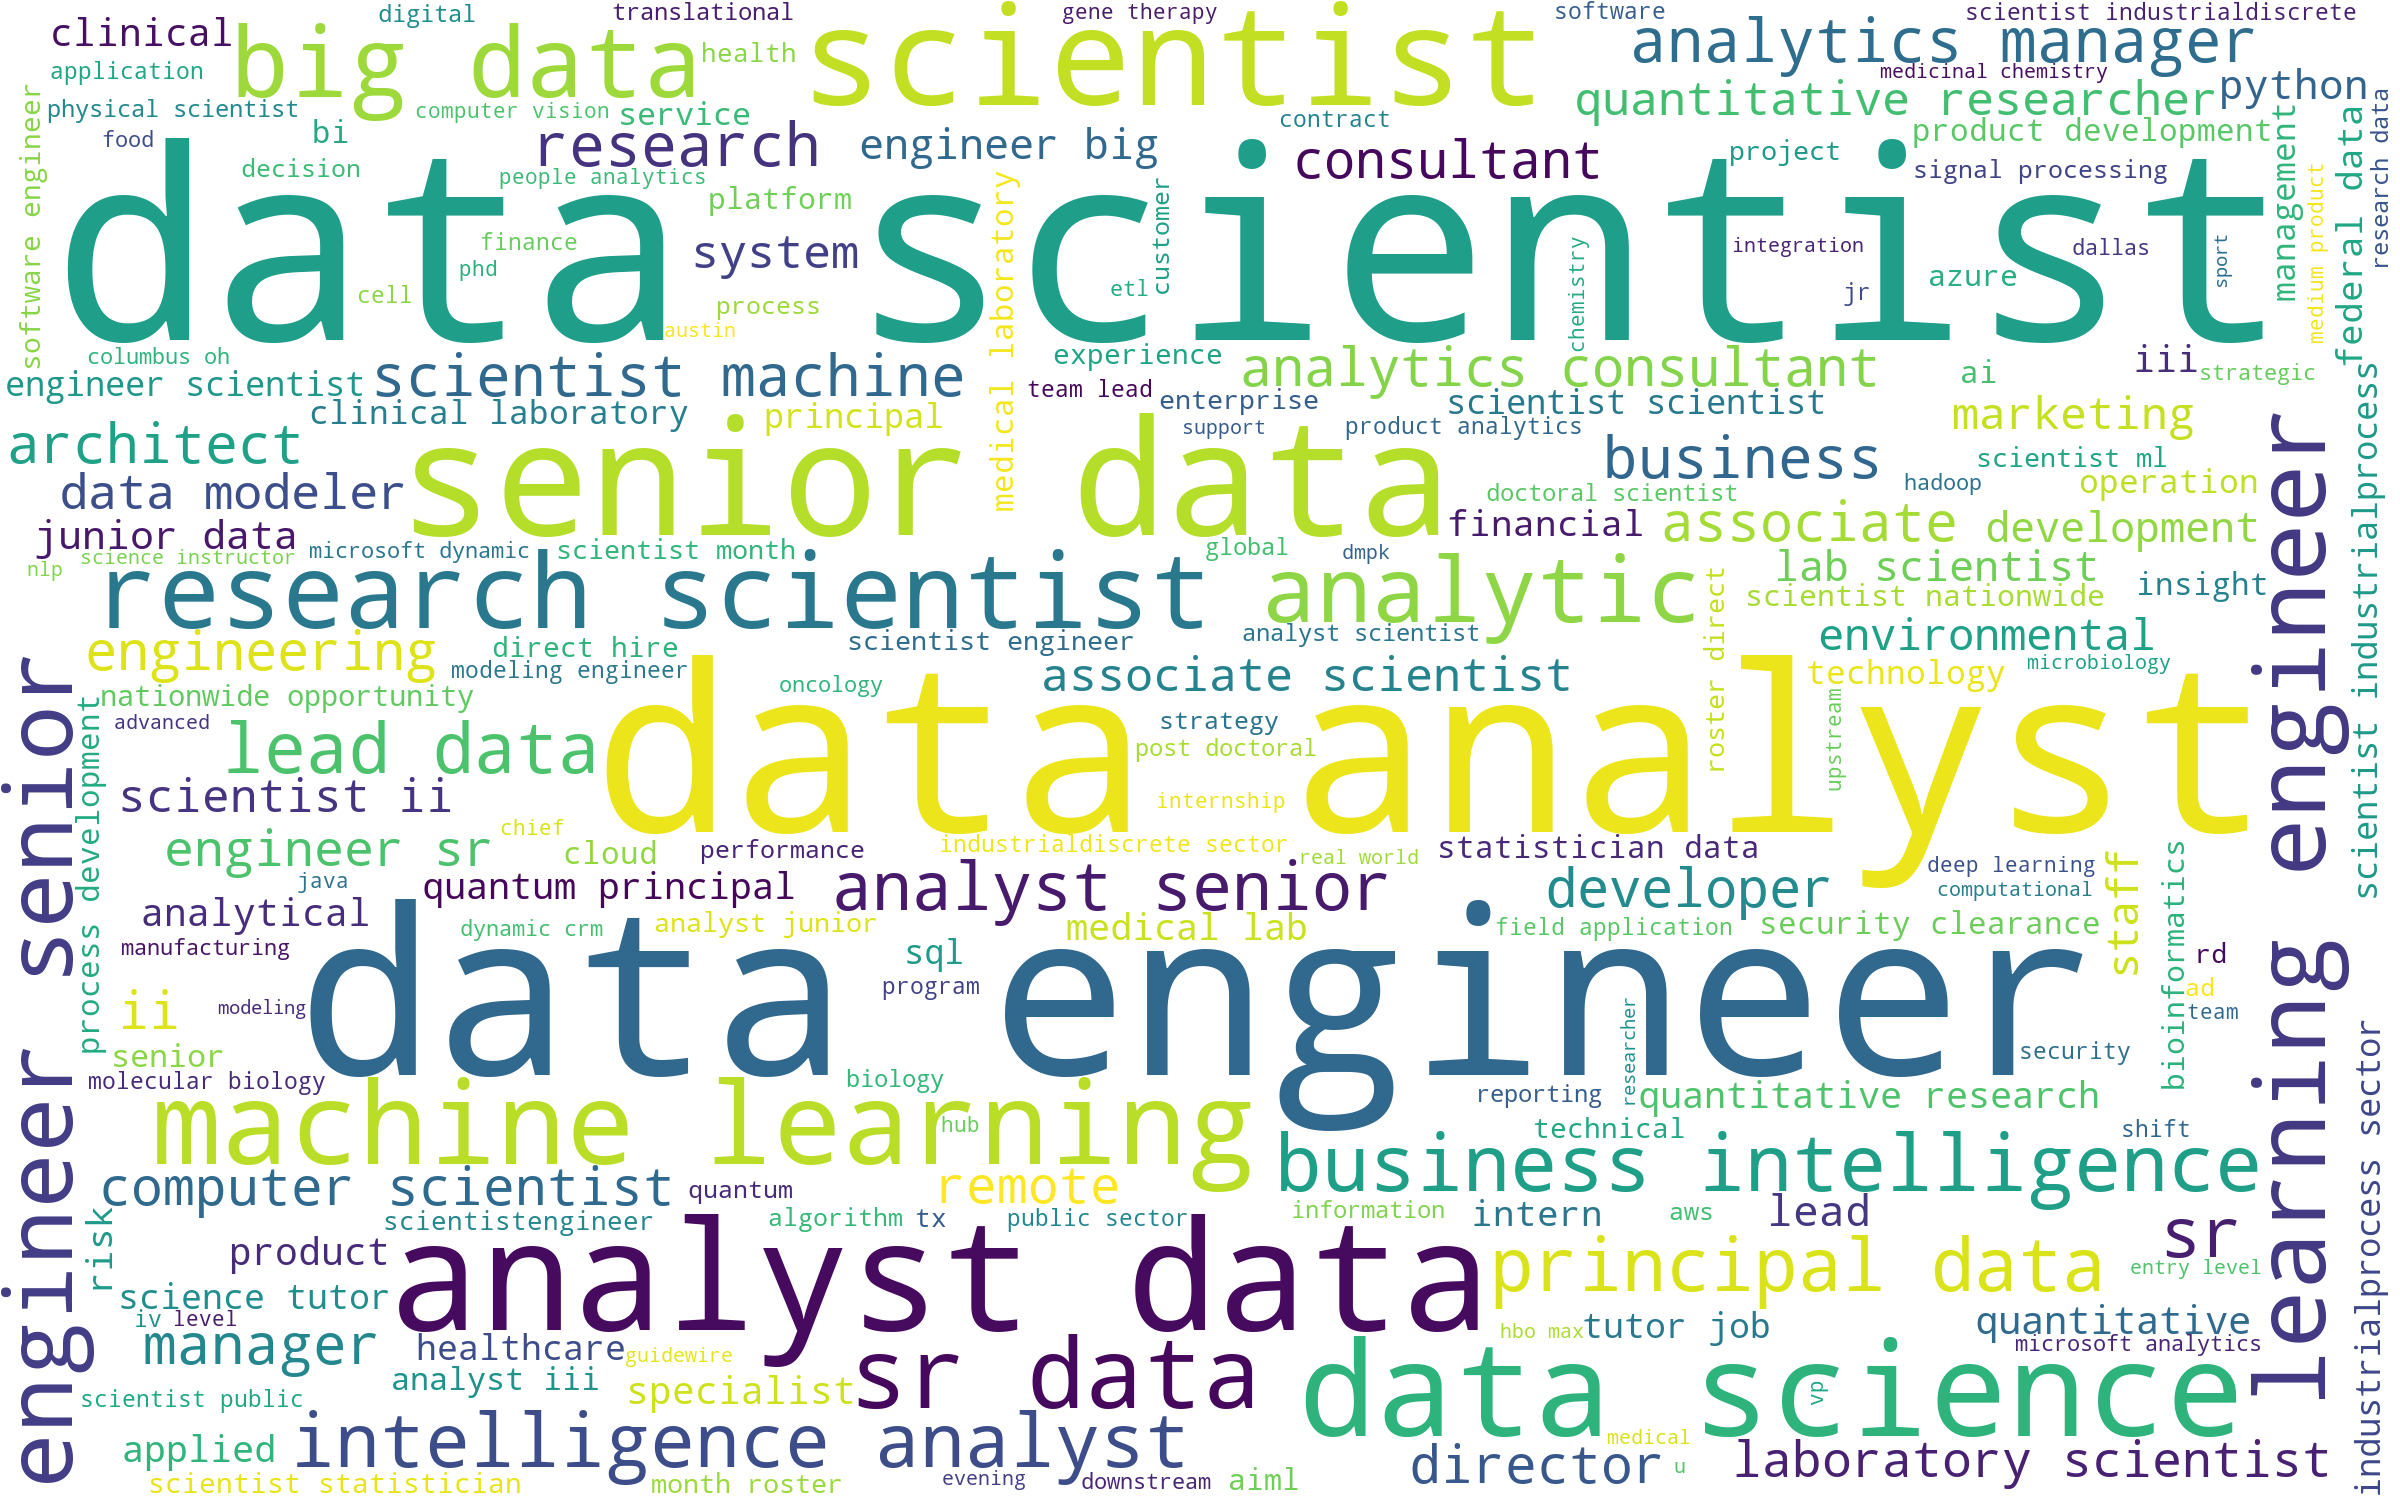 digital
translational
gene therapy
software
scientist industrialdiscrete
clinical
big data
health
scientist
analytics manager
application
medicinal chemistry
python
physical scientist
computer vision
service
quantitative researcher
software engineer
food
bi
research
engineer big
contract
consultant
project
product development
management
federal data
research data
decision
people analytics
platform
medical laboratory
customer
signal processing
medium product
data scientist
finance
phd
system
cell
process
austin
etl
chemistry
integration
azure
jr
dallas
sport
columbus oh
experience
analytics consultant
ai
iii
strategic
engineer scientist
scientist machine
team lead
enterprise
scientist scientist
marketing
clinical laboratory
principal
support
product analytics
architect
senior data
business
scientist ml
data modeler
doctoral scientist
hadoop
operation
junior data
financial
associate
development
science instructor
microsoft dynamic
scientist month
global
dmpk
nlp
research scientist
analytic
lab scientist
insight
scientist nationwide
roster direct
engineering
direct hire
scientist engineer
analyst scientist
environmental
modeling engineer
associate scientist
technology
microbiology
nationwide opportunity
oncology
advanced
strategy
upstream
lead data
post doctoral
data analyst
process development
scientist ii
internship
engineer senior
learning engineer
scientist industrialprocess
chief
engineer sr
cloud
performance
industrialdiscrete sector
real world
statistician data
deep learning
java
quantum principal
analyst senior
developer
computational
staff
bioinformatics
analytical
dynamic crm
analyst junior
medical lab
field application
security clearance
manufacturing
sql
rd
data engineer
program
ii
modeling
ad
team
senior
researcher
security
molecular biology
biology
reporting
quantitative research
machine learning
hub
technical
shift
business intelligence
computer scientist
quantum
remote
risk
scientistengineer
algorithm
tx
public sector
information
intern
aws
lead
sr
product
analyst data
principal data
entry level
industrialprocess sector
science tutor
iv
level
manager
healthcare
guidewire
hbo max
tutor job
quantitative
microsoft analytics
analyst iii
sr data
data science
vp
scientist public
specialist
applied
intelligence analyst
medical
director
u
laboratory scientist
scientist statistician
month roster
evening
downstream
aiml